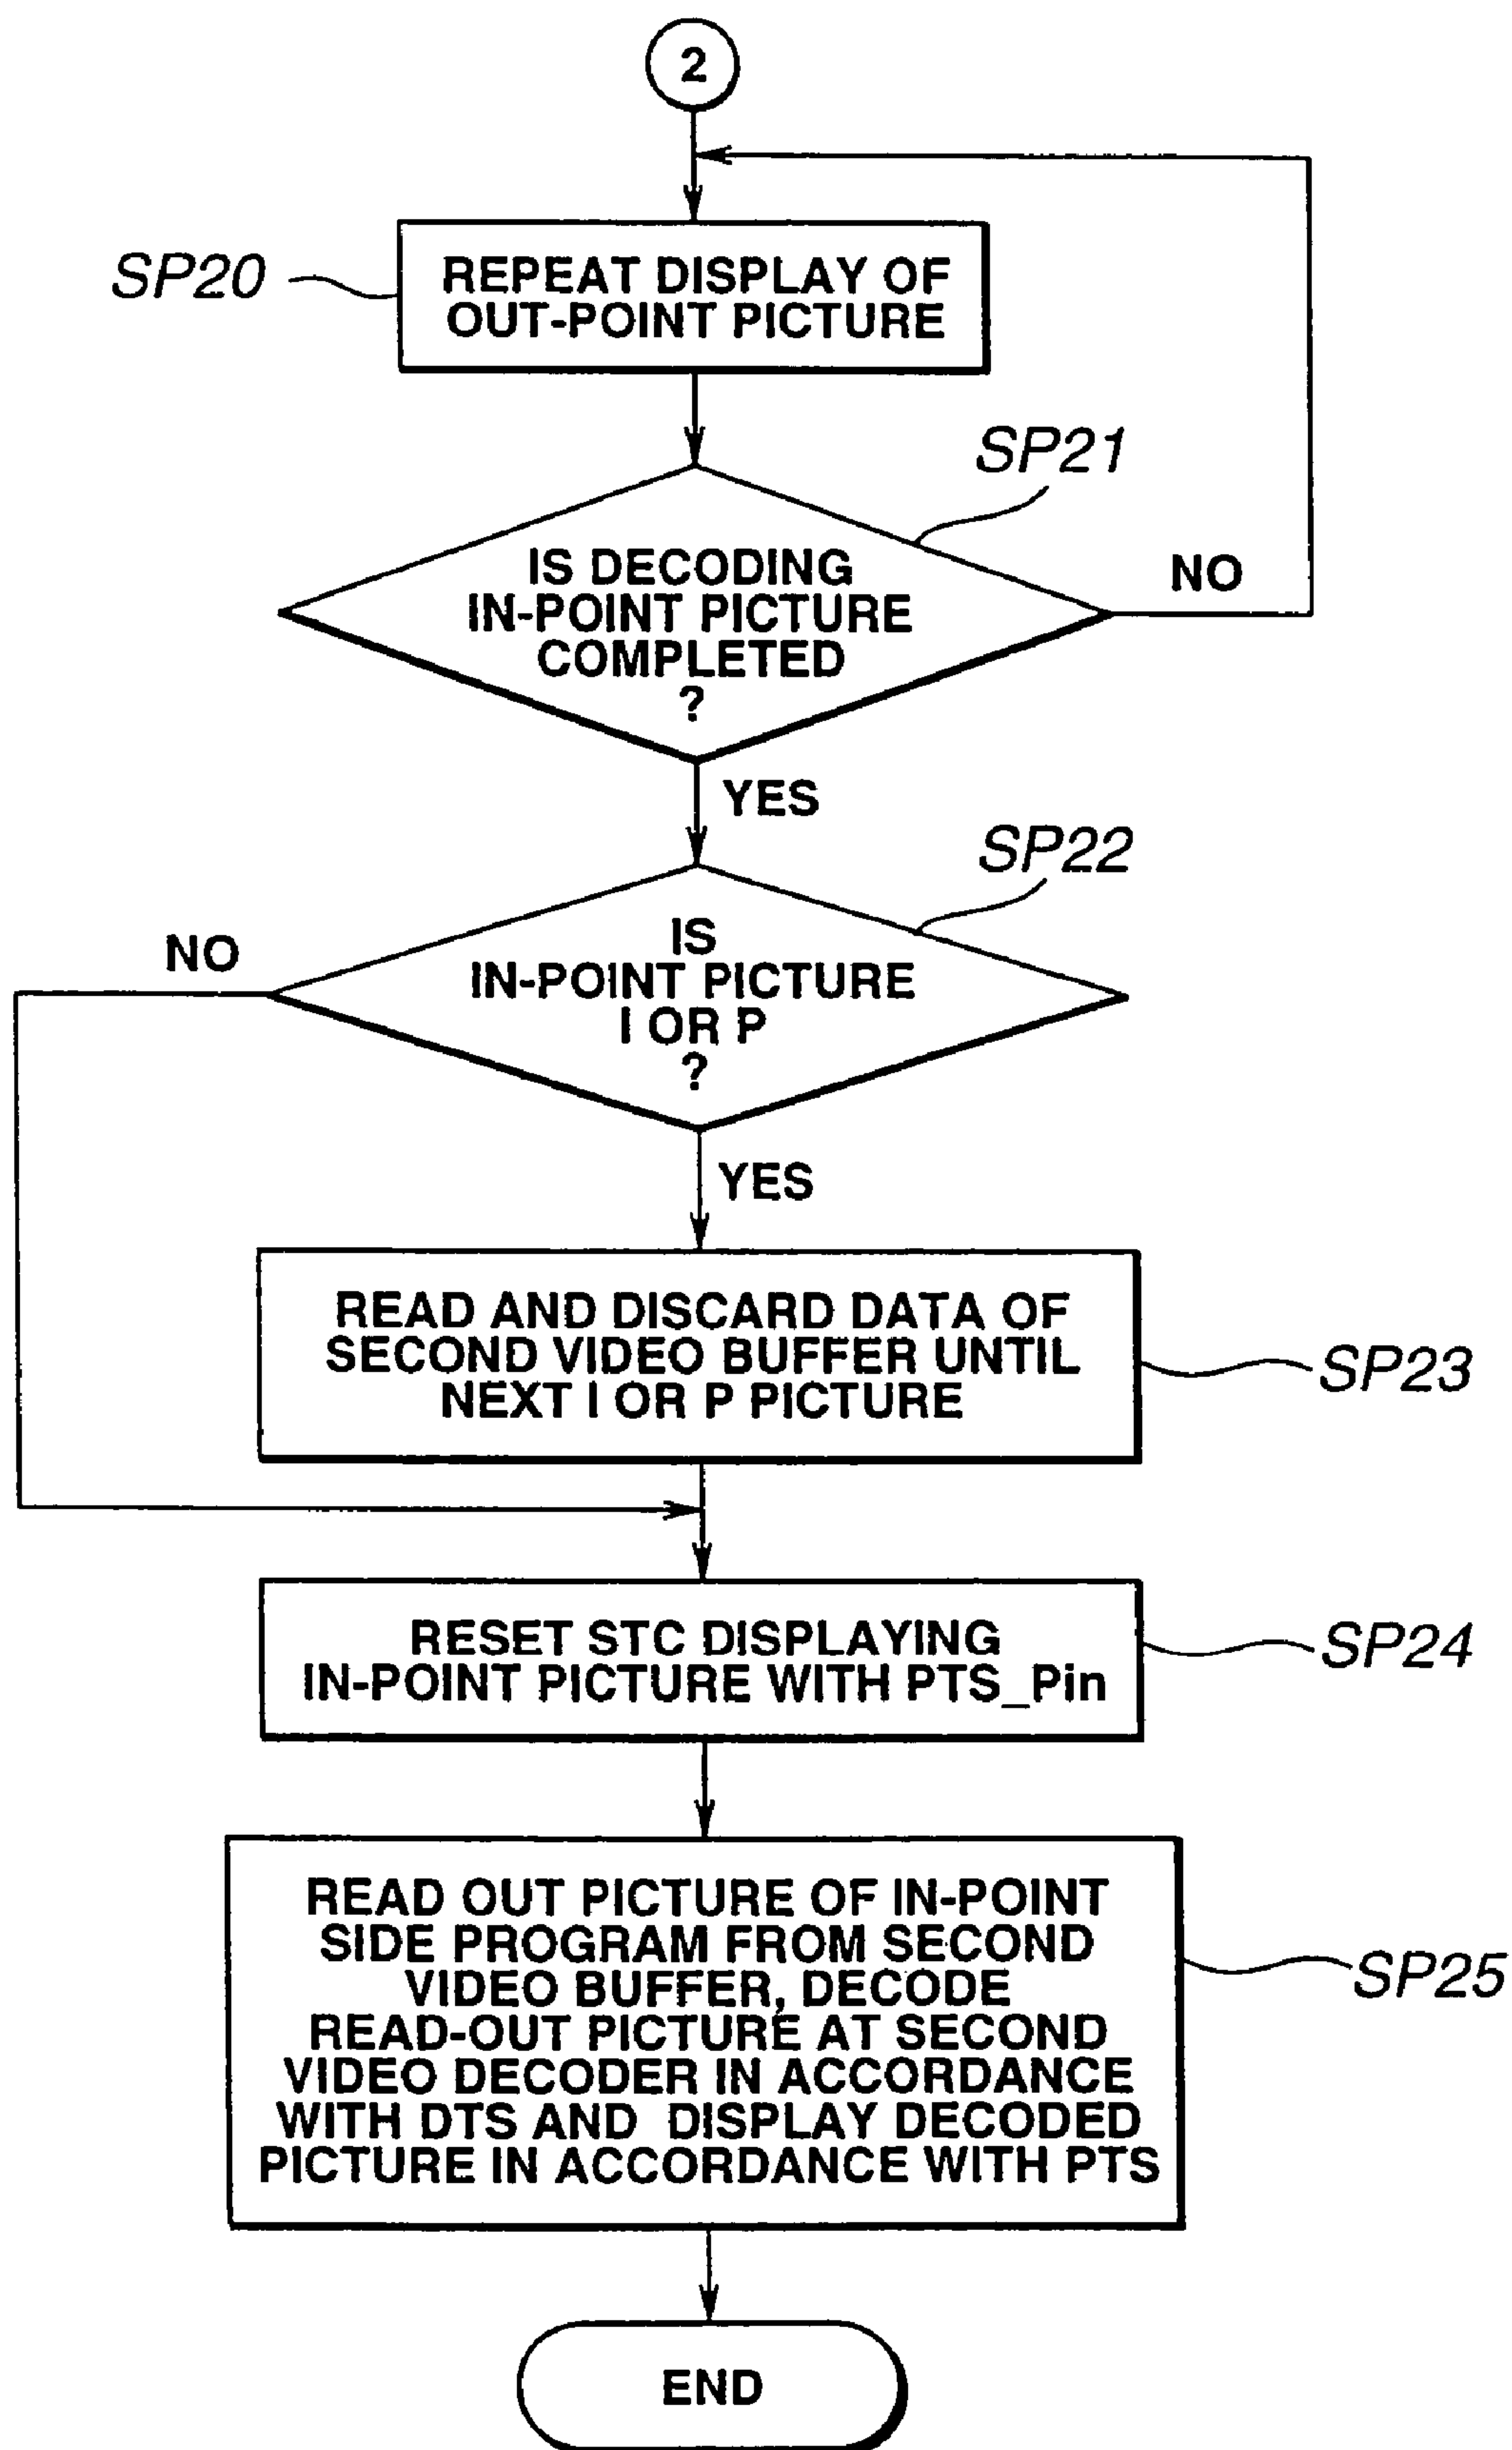 2
SP20
REPEAT DISPLAY OF
OUT-POINT PICTURE
SP21
IS DECODING
IN-POINT PICTURE
COMPLETED
?
NO
YES
SP22
IS
IN-POINT PICTURE
I OR P
?
NO
YES
READ AND DISCARD DATA OF
SECOND VIDEO BUFFER UNTIL
NEXT I OR P PICTURE
SP23
RESET STC DISPLAYING
IN-POINT PICTURE WITH PTS_Pin
SP24
READ OUT PICTURE OF IN-POINT
SIDE PROGRAM FROM SECOND
VIDEO BUFFER, DECODE
READ-OUT PICTURE AT SECOND
VIDEO DECODER IN ACCORDANCE
WITH DTS AND DISPLAY DECODED
PICTURE IN ACCORDANCE WITH PTS
SP25
END